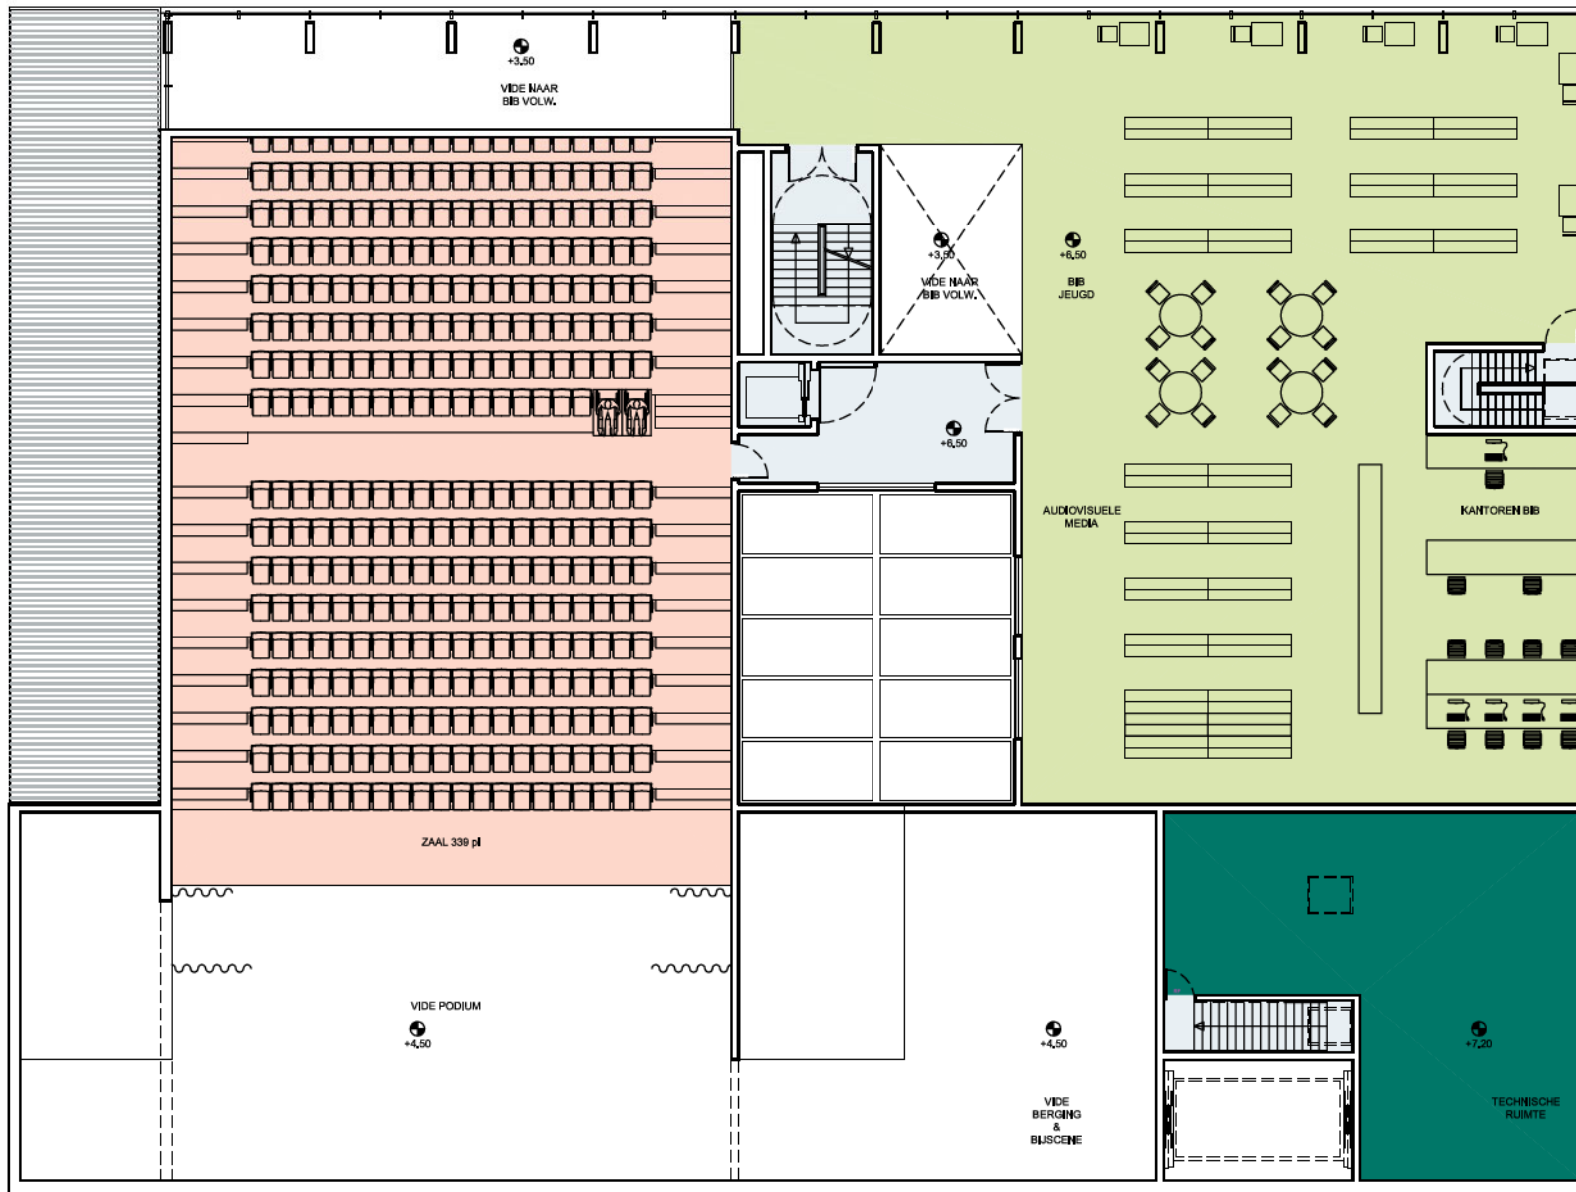 +3.50
VIDE NAAR
BIB VOLW.
+3.50
VIDE NAAR
BIB VOLW.
+6.50
BIB
JEUGD
+6.50
AUDIOVISUELE
MEDIA
KANTOREN BIB
ZAAL 339 pl
VIDE PODIUM
+4.50
+4.50
VIDE
BERGING
&
BIJSCENE
+7.20
TECHNISCHE
RUIMTE